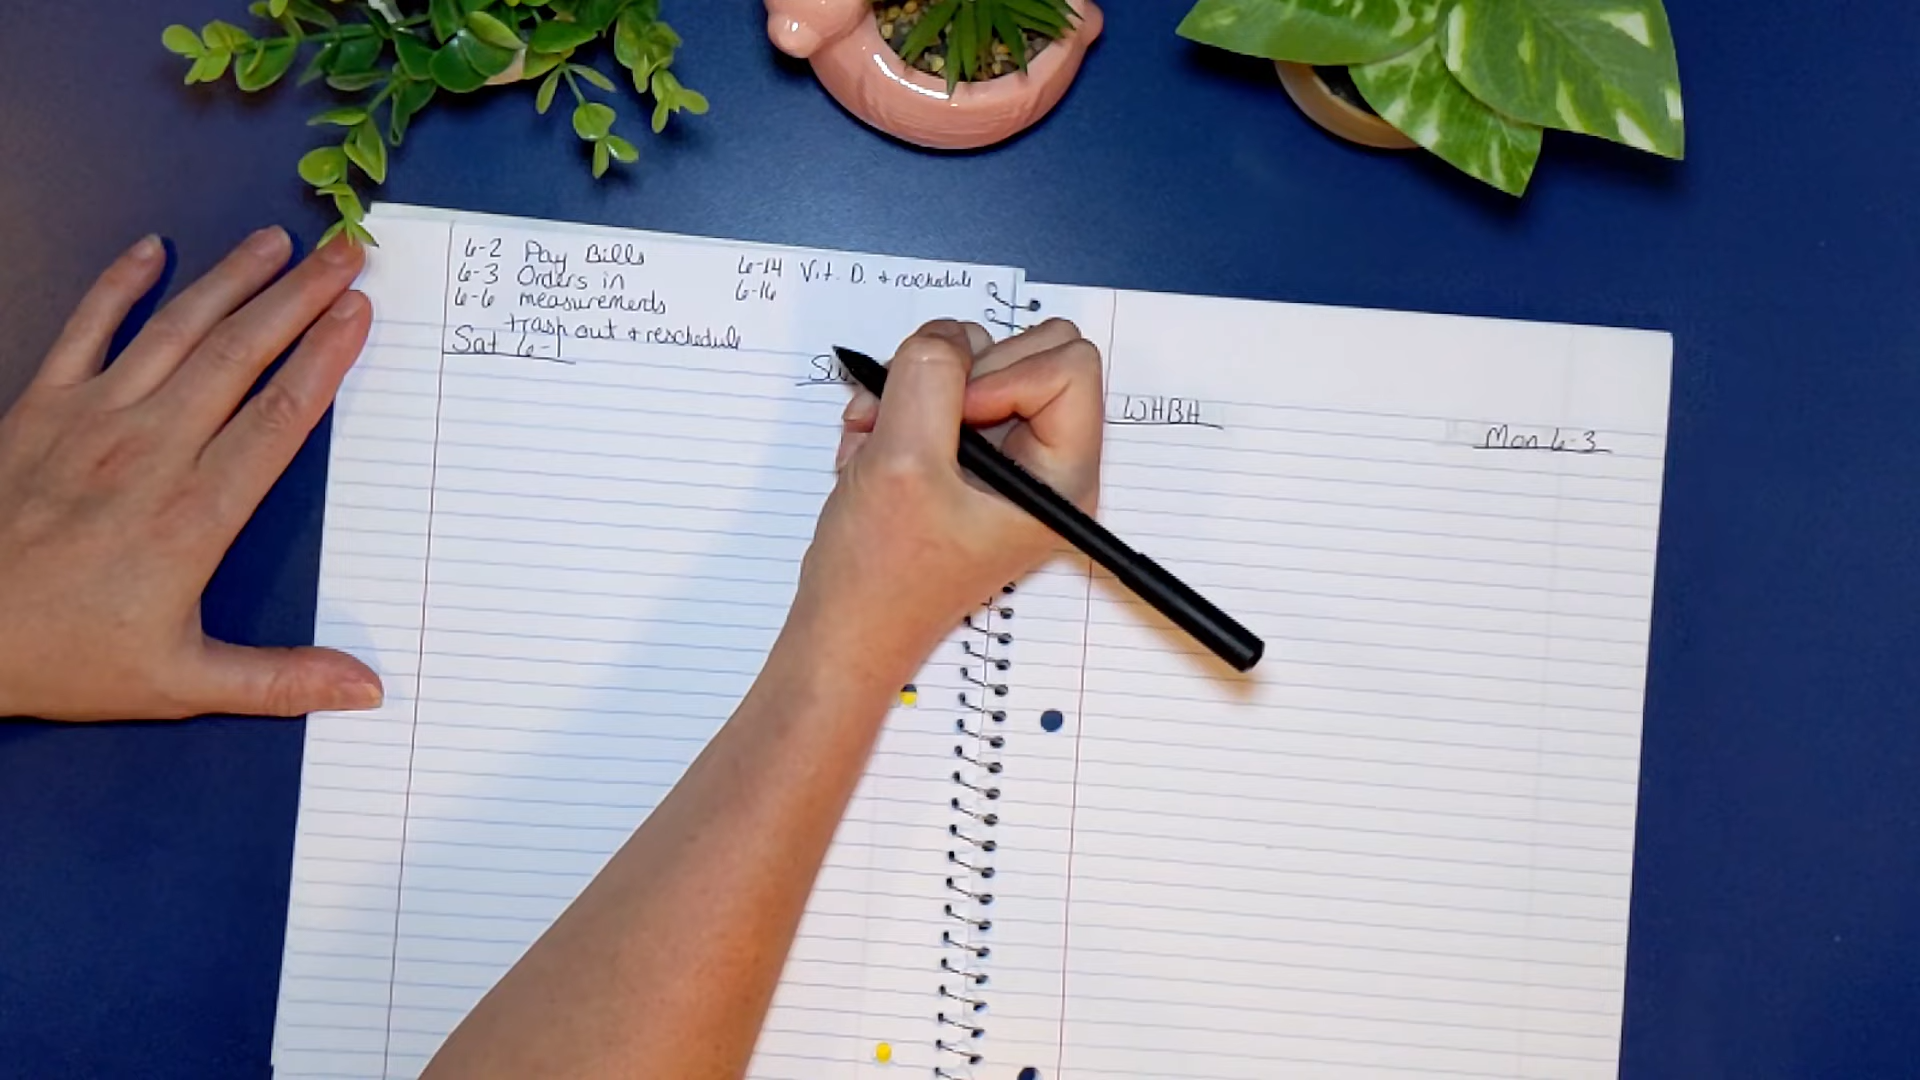 6-2 Pay Bills
6-3 Orders in
6-6 measurements
trash out + reschedule
6-14 Vit. D. + reschedule
6-16
Sat 6-1
WHBH
Mon 6-3